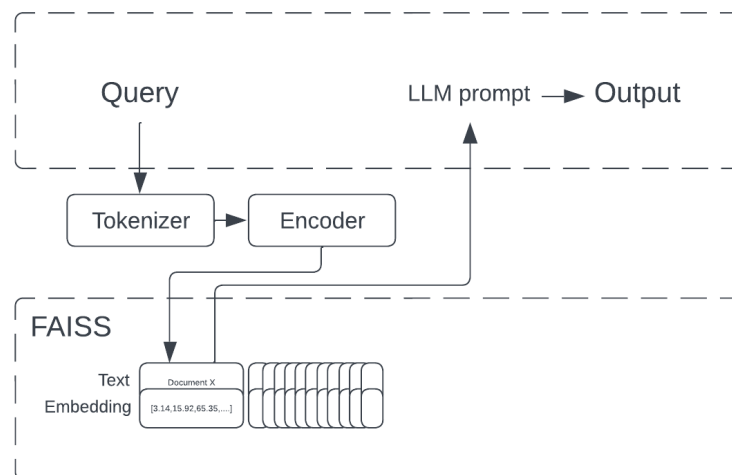 Query
LLM prompt
Output
Tokenizer
Encoder
FAISS
Text
Document X
Embedding
[3.14,15.92,65.35,....]